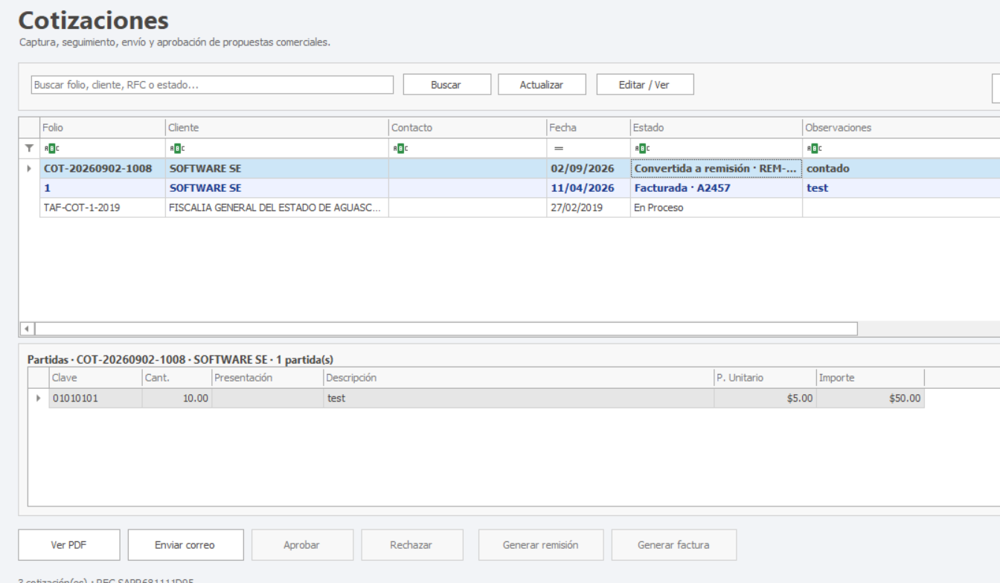 Cotizaciones
Captura, seguimiento, envío y aprobación de propuestas comerciales.
Buscar folio, cliente, RFC o estado... Buscar Actualizar Editar / Ver
Folio Cliente Contacto Fecha Estado Observaciones
ABC ABC ABC = ABC ABC
COT-20260902-1008 SOFTWARE SE 02/09/2026 Convertida a remisión · REM-... contado
1 SOFTWARE SE 11/04/2026 Facturada · A2457 test
TAF-COT-1-2019 FISCALIA GENERAL DEL ESTADO DE AGUASC... 27/02/2019 En Proceso
Partidas · COT-20260902-1008 · SOFTWARE SE · 1 partida(s)
Clave Cant. Presentación Descripción P. Unitario Importe
01010101 10.00 test $5.00 $50.00
Ver PDF Enviar correo Aprobar Rechazar Generar remisión Generar factura
3 cotización(es) · RFC